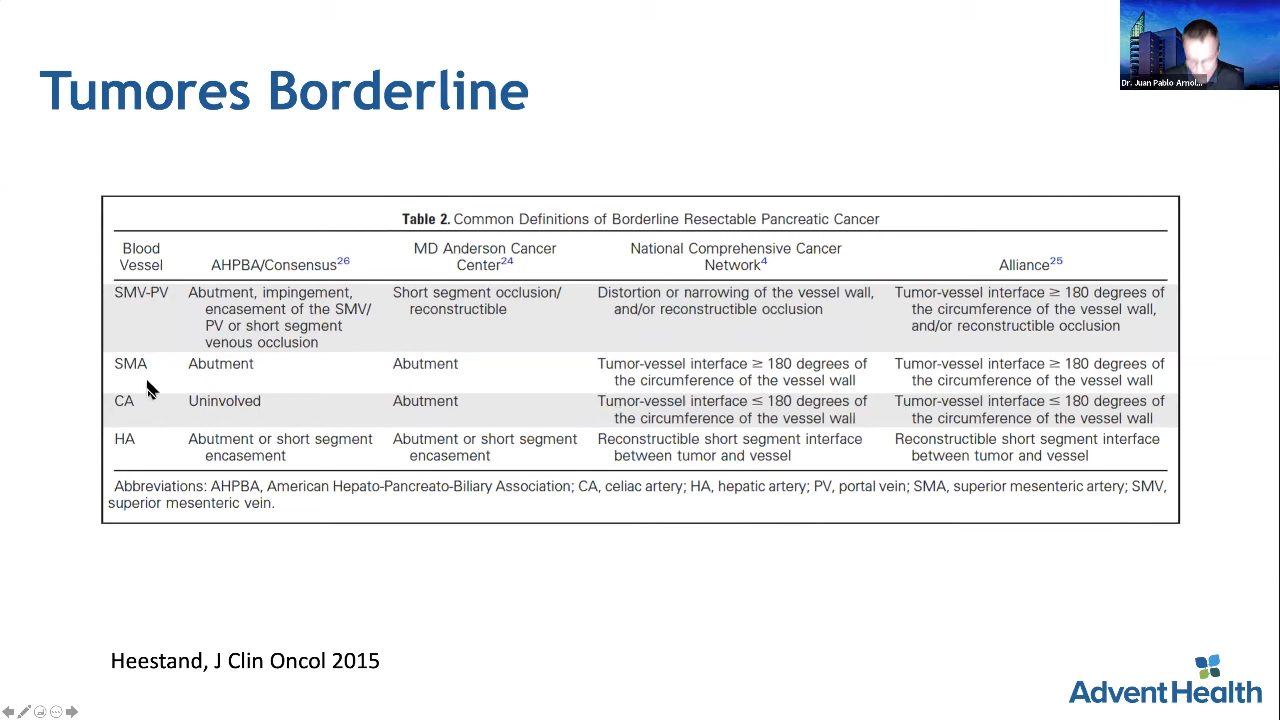 Dr. Juan Pablo Arnol...
Tumores Borderline
Table 2. Common Definitions of Borderline Resectable Pancreatic Cancer
Blood Vessel
AHPBA/Consensus26
MD Anderson Cancer Center24
National Comprehensive Cancer Network4
Alliance25
SMV-PV
Abutment, impingement,
encasement of the SMV/
PV or short segment
venous occlusion
Short segment occlusion/
reconstructible
Distortion or narrowing of the vessel wall,
and/or reconstructible occlusion
Tumor-vessel interface ≥ 180 degrees of
the circumference of the vessel wall,
and/or reconstructible occlusion
SMA
Abutment
Abutment
Tumor-vessel interface ≥ 180 degrees of
the circumference of the vessel wall
Tumor-vessel interface ≥ 180 degrees of
the circumference of the vessel wall
CA
Uninvolved
Abutment
Tumor-vessel interface ≤ 180 degrees of
the circumference of the vessel wall
Tumor-vessel interface ≤ 180 degrees of
the circumference of the vessel wall
HA
Abutment or short segment
encasement
Abutment or short segment
encasement
Reconstructible short segment interface
between tumor and vessel
Reconstructible short segment interface
between tumor and vessel
Abbreviations: AHPBA, American Hepato-Pancreato-Biliary Association; CA, celiac artery; HA, hepatic artery; PV, portal vein; SMA, superior mesenteric artery; SMV,
superior mesenteric vein.
Heestand, J Clin Oncol 2015
AdventHealth